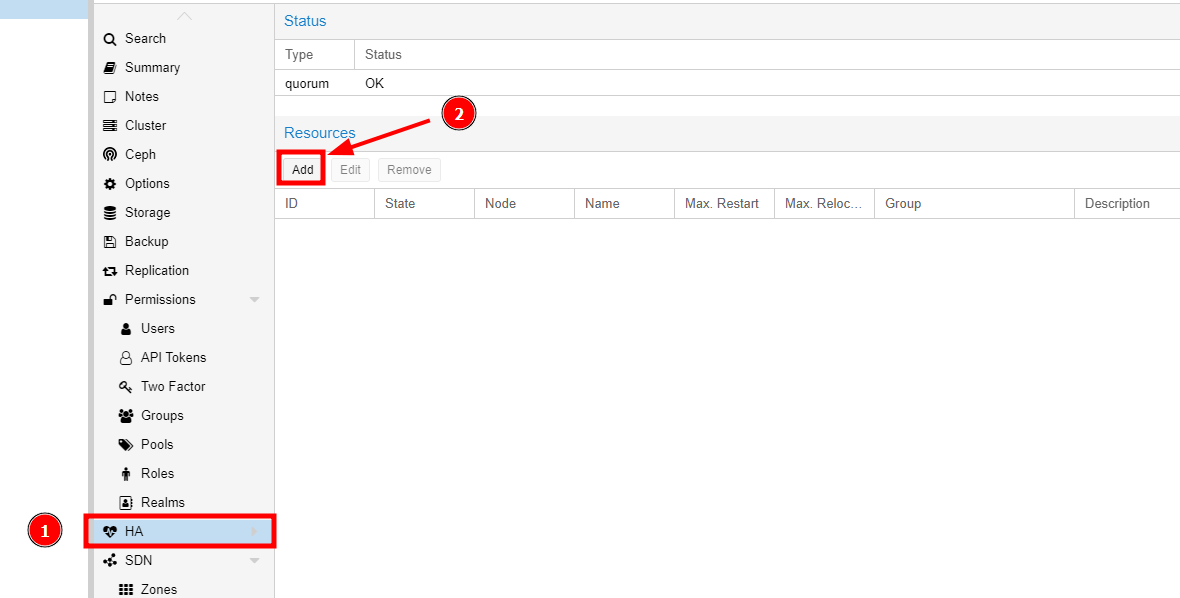 Search
Summary
Notes
Cluster
Ceph
Options
Storage
Backup
Replication
Permissions
Users
API Tokens
Two Factor
Groups
Pools
Roles
Realms
1
HA
SDN
Zones
Status
Type Status
quorum OK
2
Resources
Add Edit Remove
ID State Node Name Max. Restart Max. Reloc... Group Description